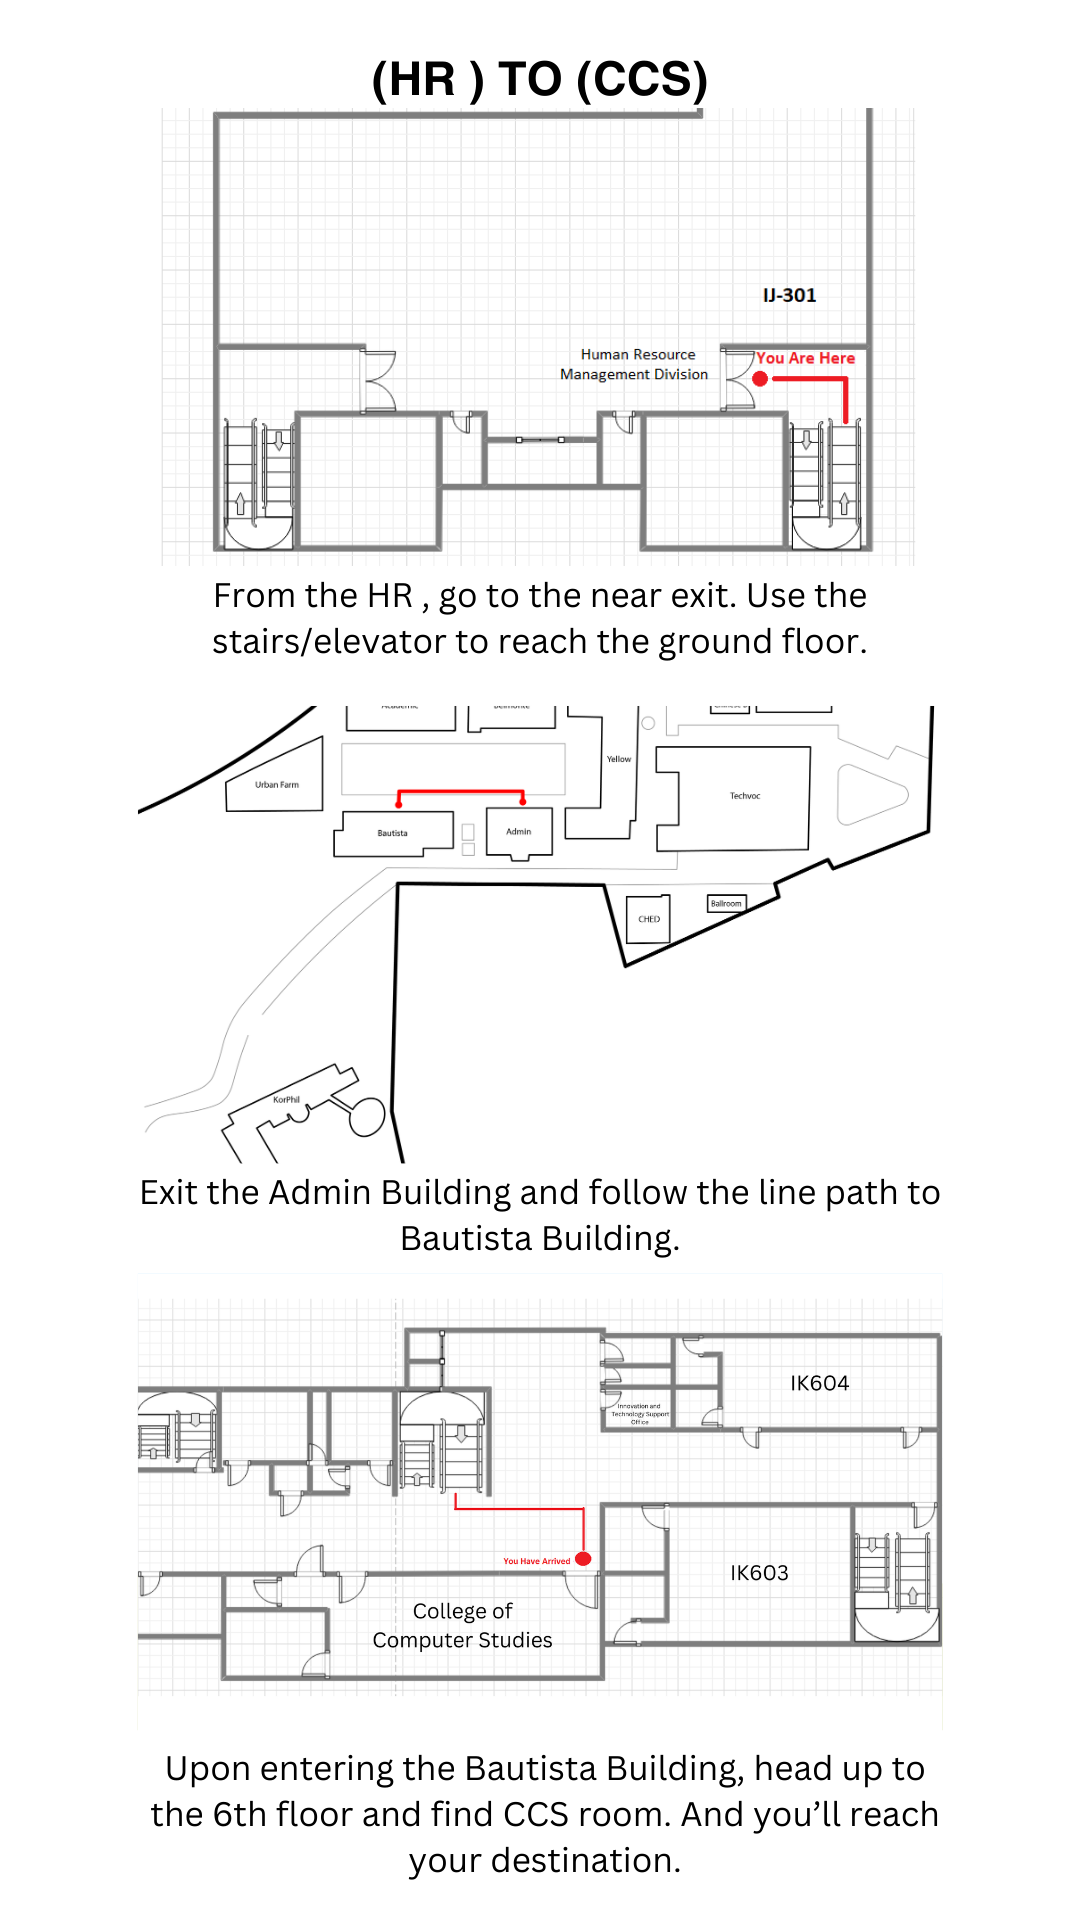 (HR ) TO (CCS)
IJ-301
You Are Here
Human Resource
Management Division
From the HR , go to the near exit. Use the
stairs/elevator to reach the ground floor.
Urban Farm
Yellow
Techvoc
Bautista
Admin
CHED
Ballroom
KorPhil
Exit the Admin Building and follow the line path to
Bautista Building.
IK604
Innovation and
Technology Support
Office
You Have Arrived
IK603
College of
Computer Studies
Upon entering the Bautista Building, head up to
the 6th floor and find CCS room. And you’ll reach
your destination.